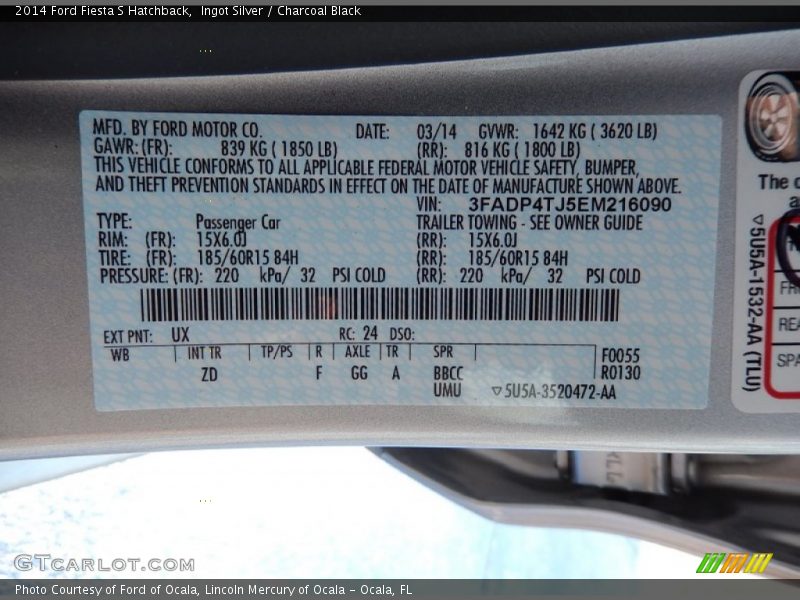 2014 Ford Fiesta S Hatchback, Ingot Silver / Charcoal Black
MFD. BY FORD MOTOR CO. DATE: 03/14 GVWR: 1642 KG ( 3620 LB)
GAWR: (FR): 839 KG ( 1850 LB) (RR): 816 KG ( 1800 LB)
THIS VEHICLE CONFORMS TO ALL APPLICABLE FEDERAL MOTOR VEHICLE SAFETY, BUMPER,
AND THEFT PREVENTION STANDARDS IN EFFECT ON THE DATE OF MANUFACTURE SHOWN ABOVE.
VIN: 3FADP4TJ5EM216090
TYPE: Passenger Car TRAILER TOWING - SEE OWNER GUIDE
RIM: (FR): 15X6.0J (RR): 15X6.0J
TIRE: (FR): 185/60R15 84H (RR): 185/60R15 84H
PRESSURE: (FR): 220 kPa/ 32 PSI COLD (RR): 220 kPa/ 32 PSI COLD
EXT PNT: UX RC: 24 DSO:
WB INT TR TP/PS R AXLE TR SPR F0055
ZD F GG A BBCC R0130
UMU ▽5U5A-3520472-AA
The
▽5U5A-1532-AA (TLU)
FR
REA
SPA
GTCARLOT.COM
Photo Courtesy of Ford of Ocala, Lincoln Mercury of Ocala - Ocala, FL